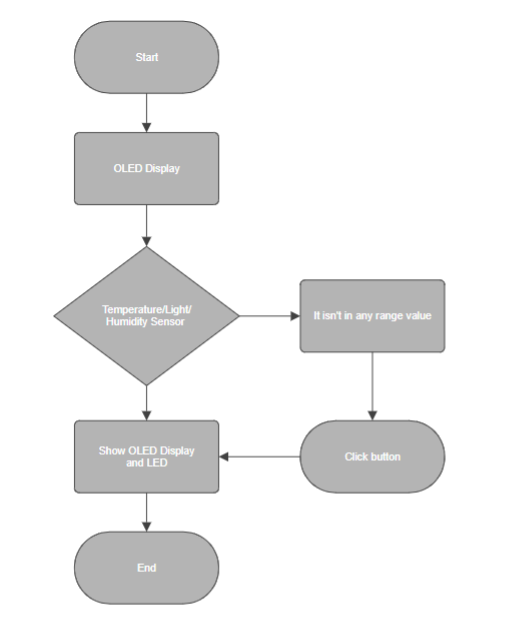 Start
OLED Display
Temperature/Light/
Humidity Sensor
It isn't in any range value
Show OLED Display
and LED
Click button
End